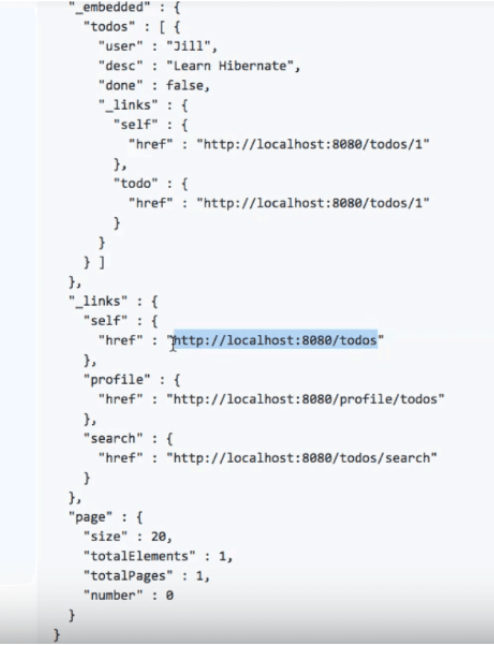 "_embedded" : {
"todos" : [ {
"user" : "Jill",
"desc" : "Learn Hibernate",
"done" : false,
"_links" : {
"self" : {
"href" : "http://localhost:8080/todos/1"
},
"todo" : {
"href" : "http://localhost:8080/todos/1"
}
}
} ]
},
"_links" : {
"self" : {
"href" : "http://localhost:8080/todos"
},
"profile" : {
"href" : "http://localhost:8080/profile/todos"
},
"search" : {
"href" : "http://localhost:8080/todos/search"
}
},
"page" : {
"size" : 20,
"totalElements" : 1,
"totalPages" : 1,
"number" : 0
}
}